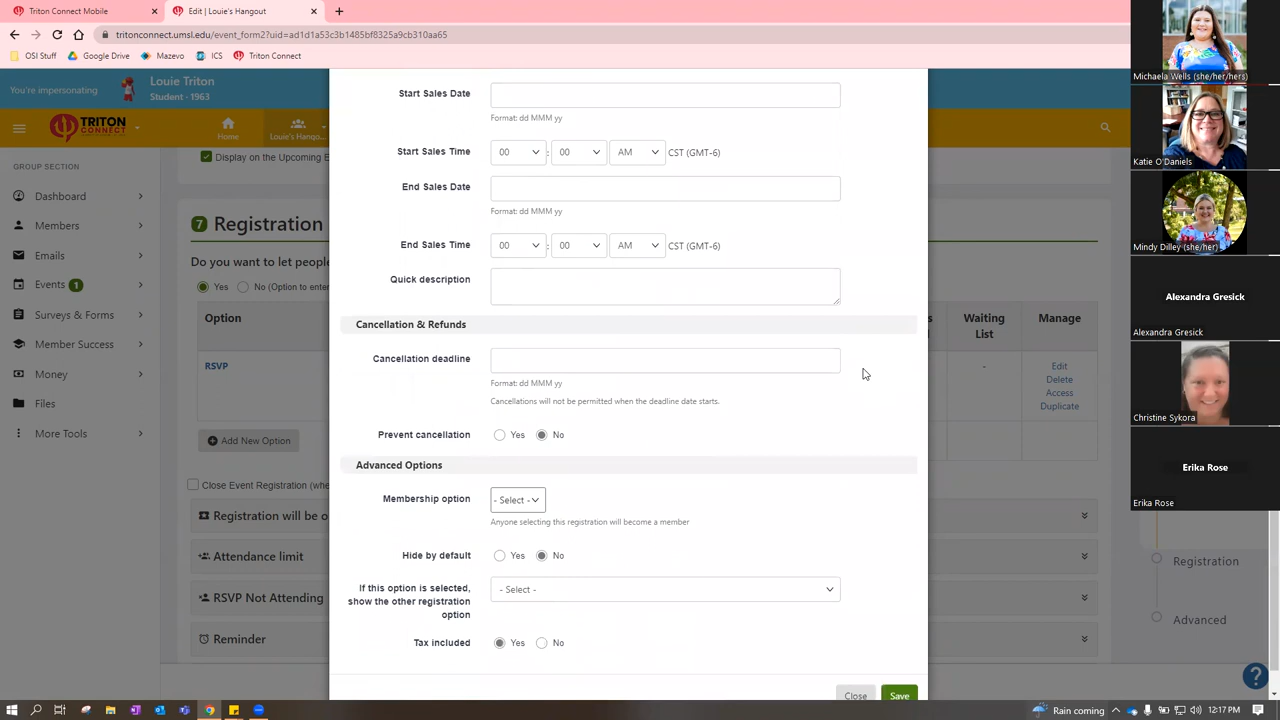 Triton Connect Mobile
Edit | Louie's Hangout
tritonconnect.umsl.edu/event_form2?uid=ad1d1a53c3b1485bf8325a9cb310aa65
OSI Stuff
Google Drive
Mazevo
ICS
Triton Connect
You're impersonating
Louie Triton
Student - 1963
TRITON
CONNECT
Home
Louie's Hango...
GROUP SECTION
Dashboard
Members
Emails
Events 1
Surveys & Forms
Member Success
Money
Files
More Tools
Display on the Upcoming E
7 Registration
Do you want to let people
Yes
No (Option to enter
Option
Waiting
List
Manage
RSVP
-
Edit
Delete
Access
Duplicate
Add New Option
Close Event Registration (whe
Registration will be o
Attendance limit
RSVP Not Attending
Reminder
Registration
Advanced
Start Sales Date
Format: dd MMM yy
Start Sales Time
00 : 00 AM CST (GMT-6)
End Sales Date
Format: dd MMM yy
End Sales Time
00 : 00 AM CST (GMT-6)
Quick description
Cancellation & Refunds
Cancellation deadline
Format: dd MMM yy
Cancellations will not be permitted when the deadline date starts.
Prevent cancellation
Yes No
Advanced Options
Membership option
- Select -
Anyone selecting this registration will become a member
Hide by default
Yes No
If this option is selected,
show the other registration
option
- Select -
Tax included
Yes No
Close
Save
Michaela Wells (she/her/hers)
Katie O'Daniels
Mindy Dilley (she/her)
Alexandra Gresick
Alexandra Gresick
Christine Sykora
Erika Rose
Erika Rose
?
Rain coming
12:17 PM